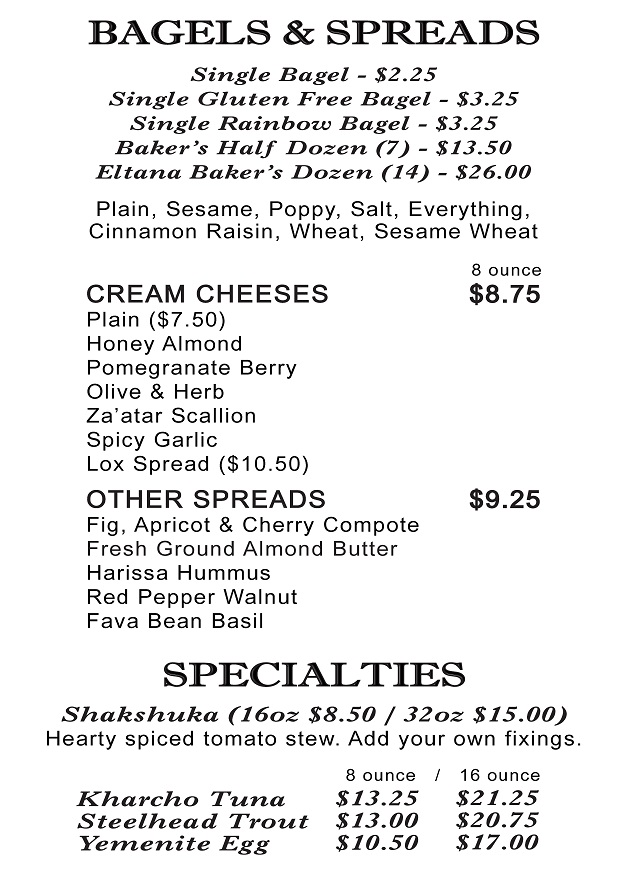 BAGELS & SPREADS
Single Bagel - $2.25
Single Gluten Free Bagel - $3.25
Single Rainbow Bagel - $3.25
Baker's Half Dozen (7) - $13.50
Eltana Baker's Dozen (14) - $26.00
Plain, Sesame, Poppy, Salt, Everything,
Cinnamon Raisin, Wheat, Sesame Wheat
8 ounce
CREAM CHEESES $8.75
Plain ($7.50)
Honey Almond
Pomegranate Berry
Olive & Herb
Za'atar Scallion
Spicy Garlic
Lox Spread ($10.50)
OTHER SPREADS $9.25
Fig, Apricot & Cherry Compote
Fresh Ground Almond Butter
Harissa Hummus
Red Pepper Walnut
Fava Bean Basil
SPECIALTIES
Shakshuka (16oz $8.50 / 32oz $15.00)
Hearty spiced tomato stew. Add your own fixings.
8 ounce / 16 ounce
Kharcho Tuna $13.25 $21.25
Steelhead Trout $13.00 $20.75
Yemenite Egg $10.50 $17.00